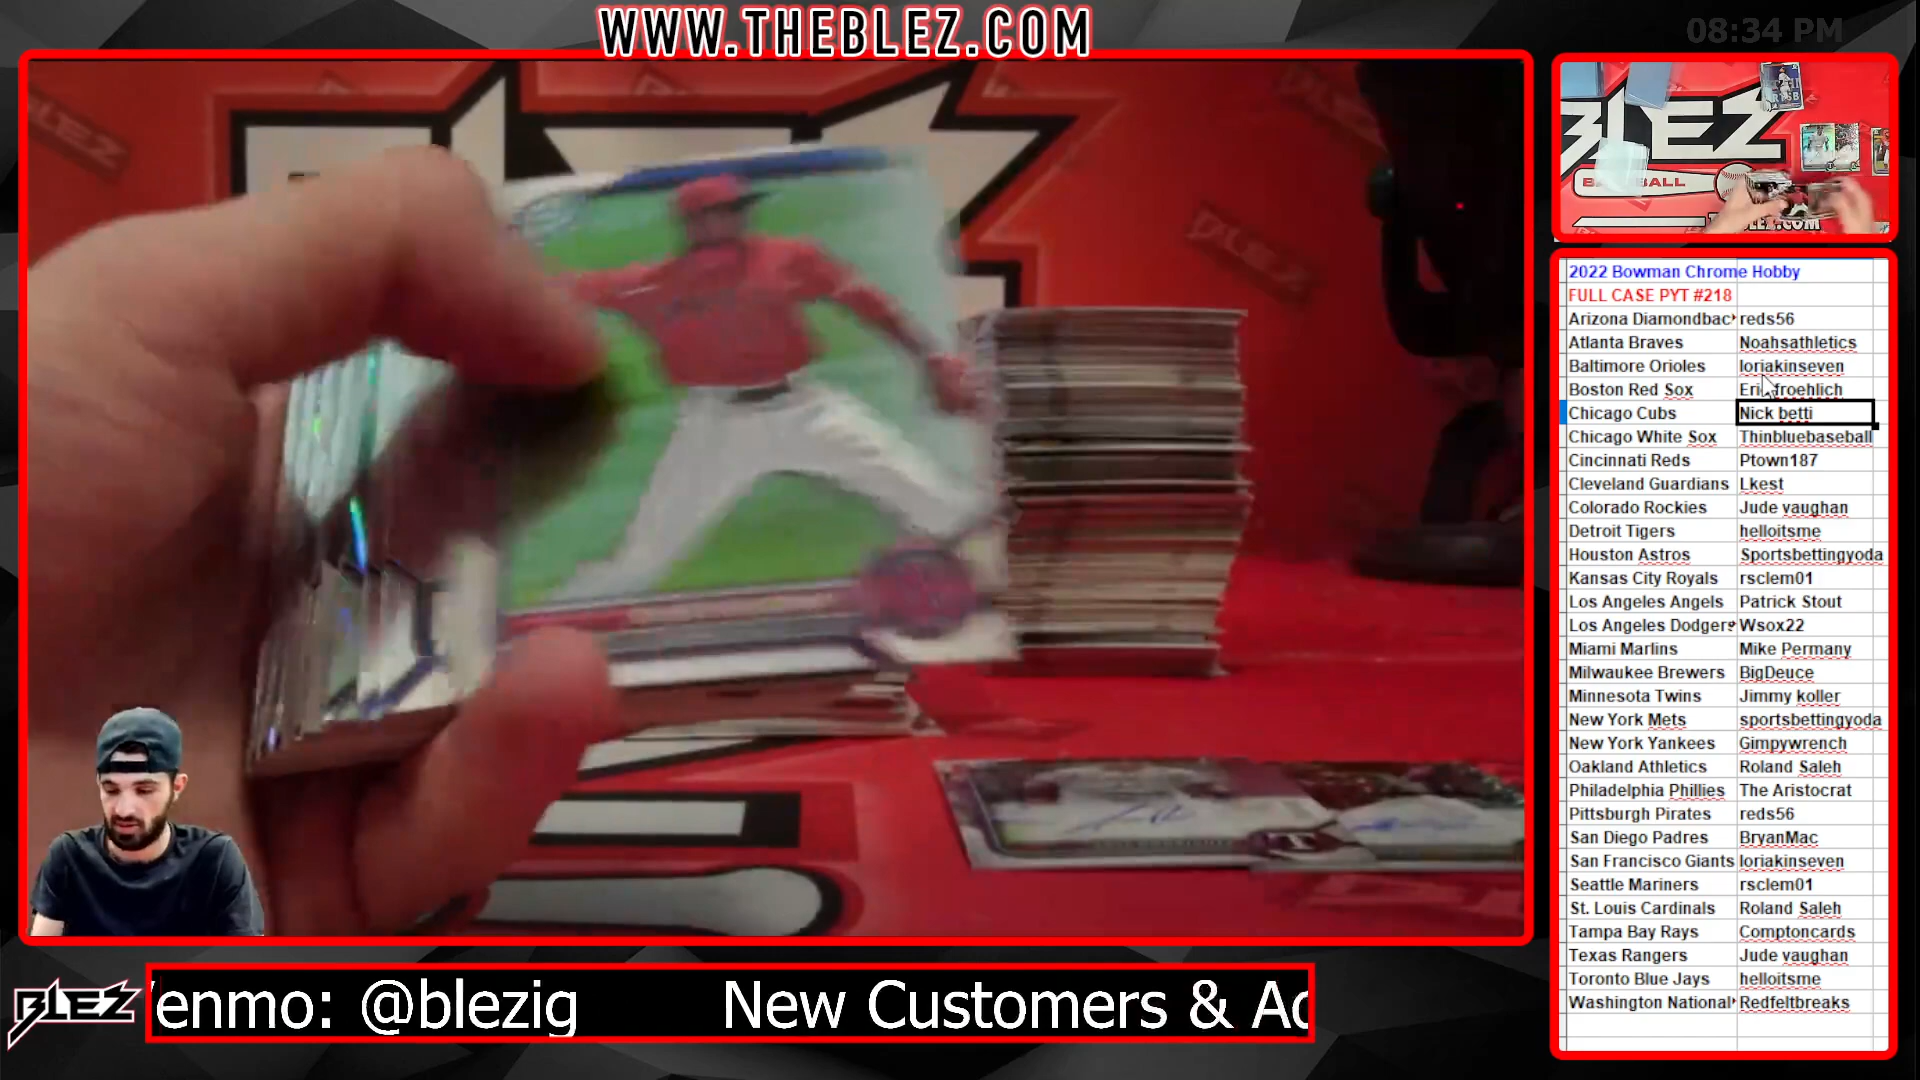 WWW.THEBLEZ.COM
08:34 PM
BLEZ
2022 Bowman Chrome Hobby
FULL CASE PYT #218
Arizona Diamondbac reds56
Atlanta Braves Noahsathletics
Baltimore Orioles loriakinseven
Boston Red Sox Eri froehlich
Chicago Cubs Nick betti
Chicago White Sox Thinbluebaseball
Cincinnati Reds Ptown187
Cleveland Guardians Lkest
Colorado Rockies Jude vaughan
Detroit Tigers helloitsme
Houston Astros Sportsbettingyoda
Kansas City Royals rsclem01
Los Angeles Angels Patrick Stout
Los Angeles Dodgers Wsox22
Miami Marlins Mike Permany
Milwaukee Brewers BigDeuce
Minnesota Twins Jimmy koller
New York Mets sportsbettingyoda
New York Yankees Gimpywrench
Oakland Athletics Roland Saleh
Philadelphia Phillies The Aristocrat
Pittsburgh Pirates reds56
San Diego Padres BryanMac
San Francisco Giants loriakinseven
Seattle Mariners rsclem01
St. Louis Cardinals Roland Saleh
Tampa Bay Rays Comptoncards
Texas Rangers Jude vaughan
Toronto Blue Jays helloitsme
Washington National Redfeltbreaks
BLEZ
enmo: @blezig New Customers & Ac